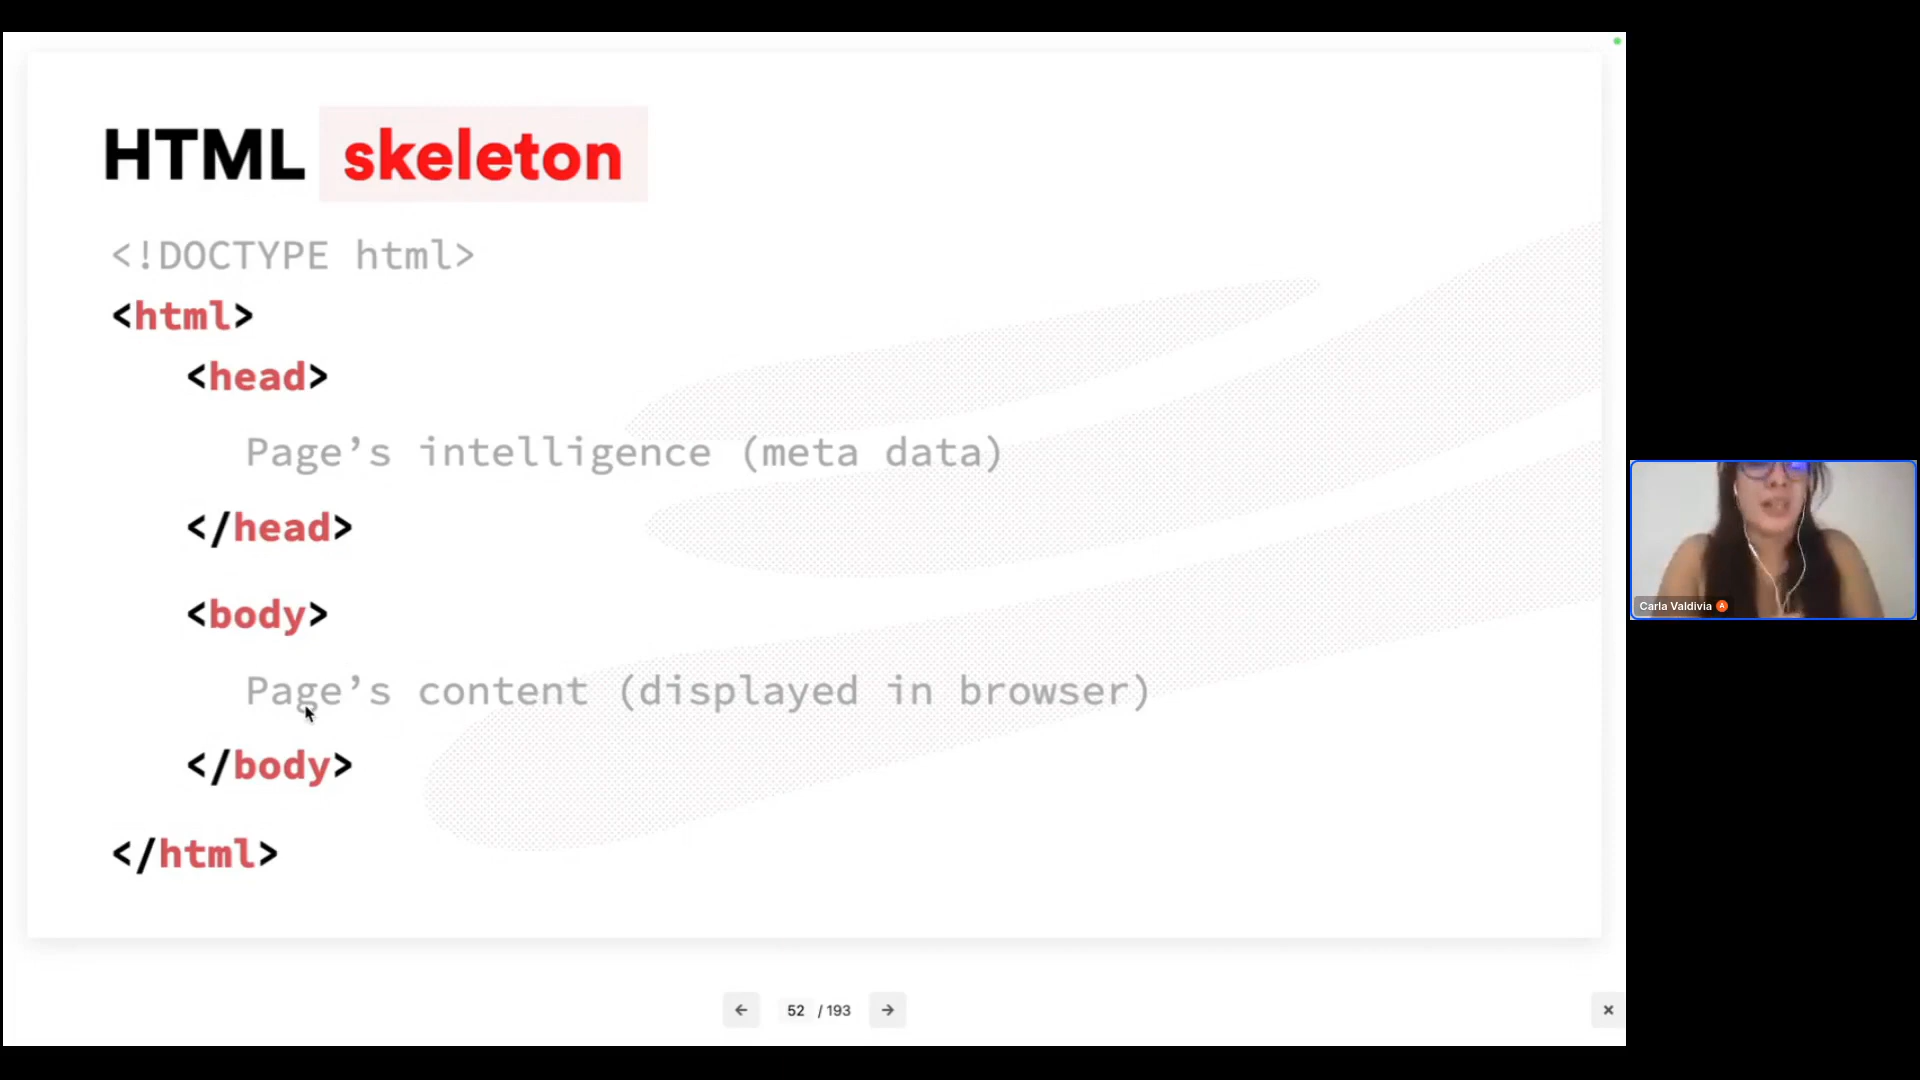 HTML skeleton
<!DOCTYPE html>
<html>
<head>
Page’s intelligence (meta data)
</head>
<body>
Page’s content (displayed in browser)
</body>
</html>
52 / 193
Carla Valdivia